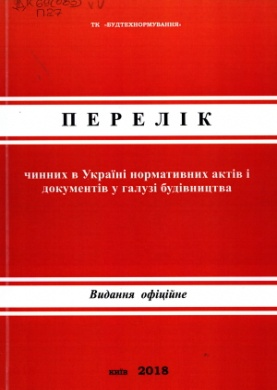 ТК «БУДТЕХНОРМУВАННЯ»
ПЕРЕЛІК
чинних в Україні нормативних актів і
документів у галузі будівництва
Видання офіційне
київ 2018